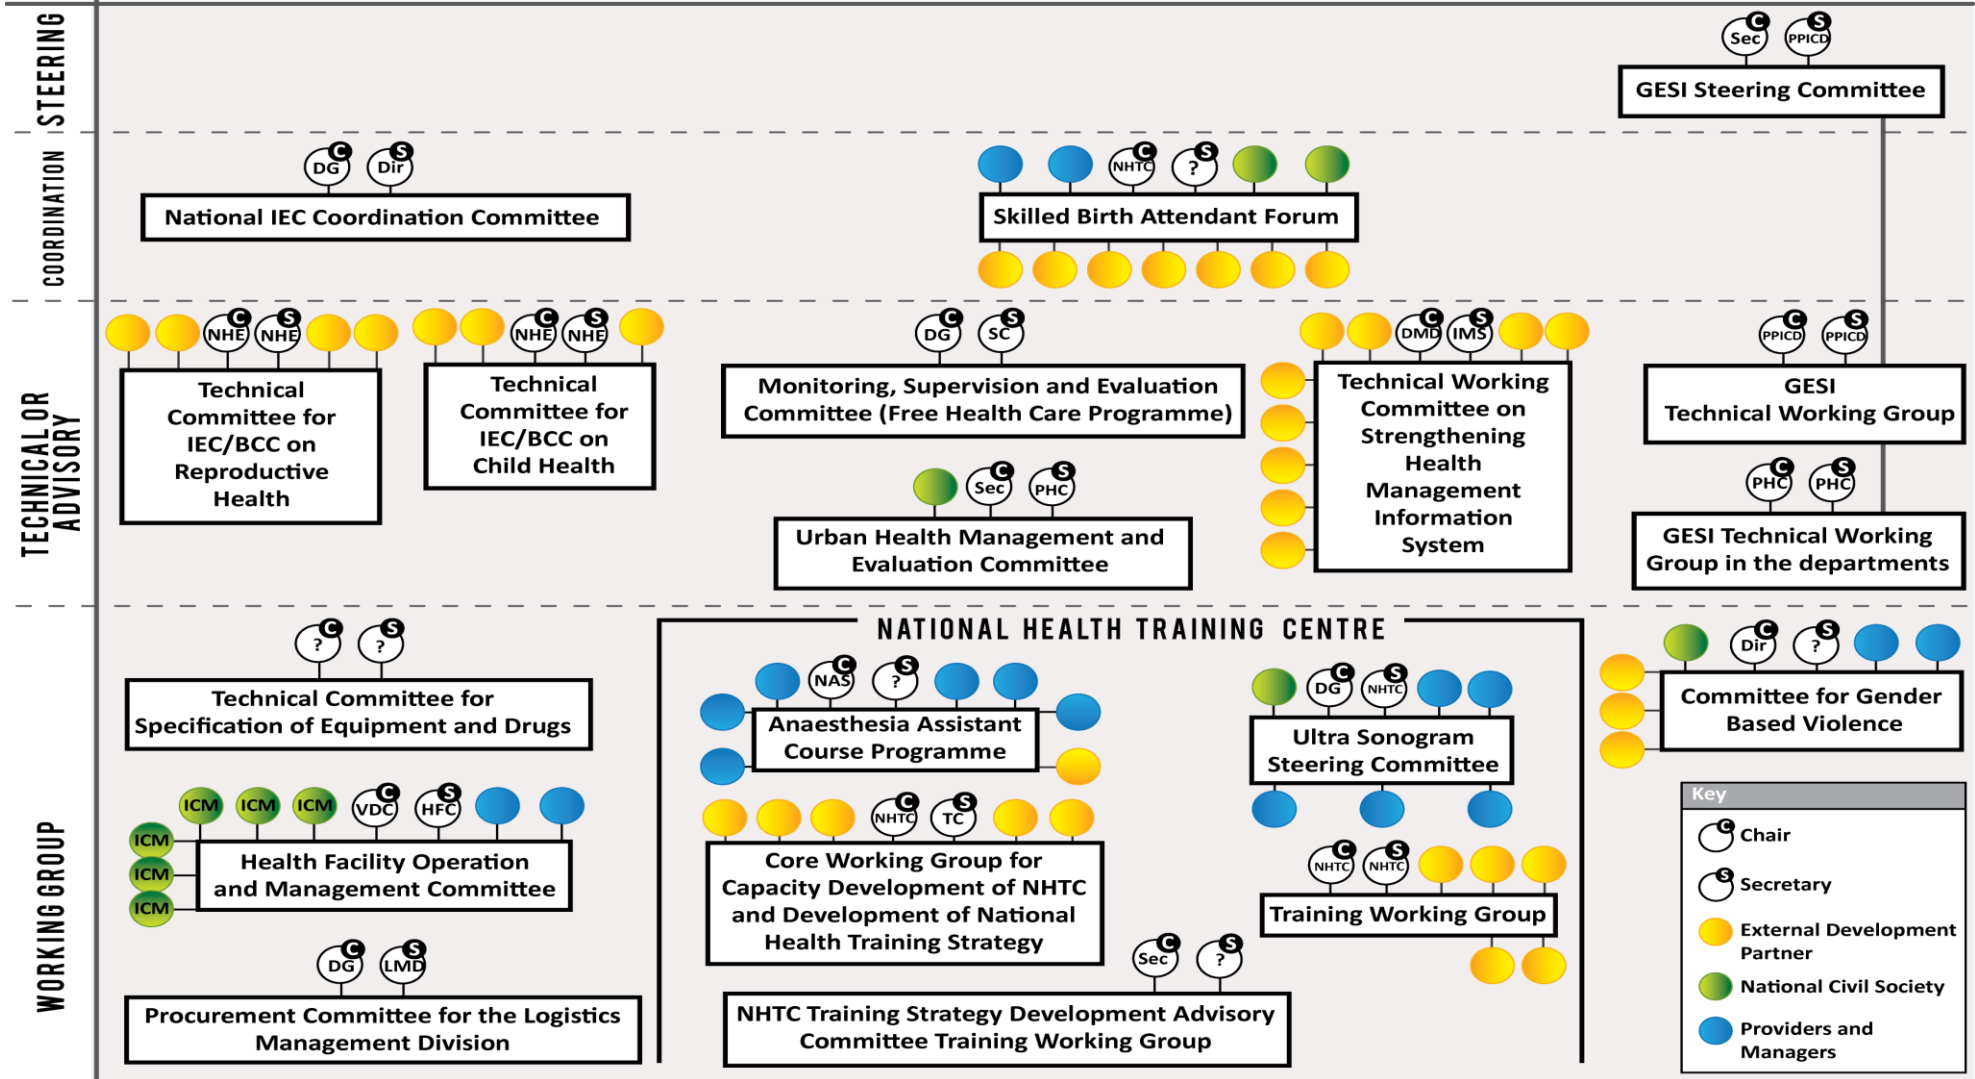 STEERING
C
S
Sec
PPICD
GESI Steering Committee
COORDINATION
C
S
DG
Dir
National IEC Coordination Committee
C
S
NHTC
?
Skilled Birth Attendant Forum
TECHNICAL OR
ADVISORY
C
S
NHE
NHE
Technical
Committee for
IEC/BCC on
Reproductive
Health
C
S
NHE
NHE
Technical
Committee for
IEC/BCC on
Child Health
C
S
DG
SC
Monitoring, Supervision and Evaluation
Committee (Free Health Care Programme)
C
S
Sec
PHC
Urban Health Management and
Evaluation Committee
C
S
DMD
IMS
Technical Working
Committee on
Strengthening
Health
Management
Information
System
C
S
PPICD
PPICD
GESI
Technical Working Group
C
S
PHC
PHC
GESI Technical Working
Group in the departments
WORKING GROUP
C
S
?
?
Technical Committee for
Specification of Equipment and Drugs
C
S
ICM
ICM
ICM
VDC
HFC
ICM
ICM
ICM
Health Facility Operation
and Management Committee
C
S
DG
LMD
Procurement Committee for the Logistics
Management Division
NATIONAL HEALTH TRAINING CENTRE
C
S
NAS
?
Anaesthesia Assistant
Course Programme
C
S
DG
NHTC
Ultra Sonogram
Steering Committee
C
S
NHTC
TC
Core Working Group for
Capacity Development of NHTC
and Development of National
Health Training Strategy
C
S
NHTC
NHTC
Training Working Group
C
S
Sec
?
NHTC Training Strategy Development Advisory
Committee Training Working Group
C
S
Dir
?
Committee for Gender
Based Violence
Key
C
Chair
S
Secretary
External Development
Partner
National Civil Society
Providers and
Managers